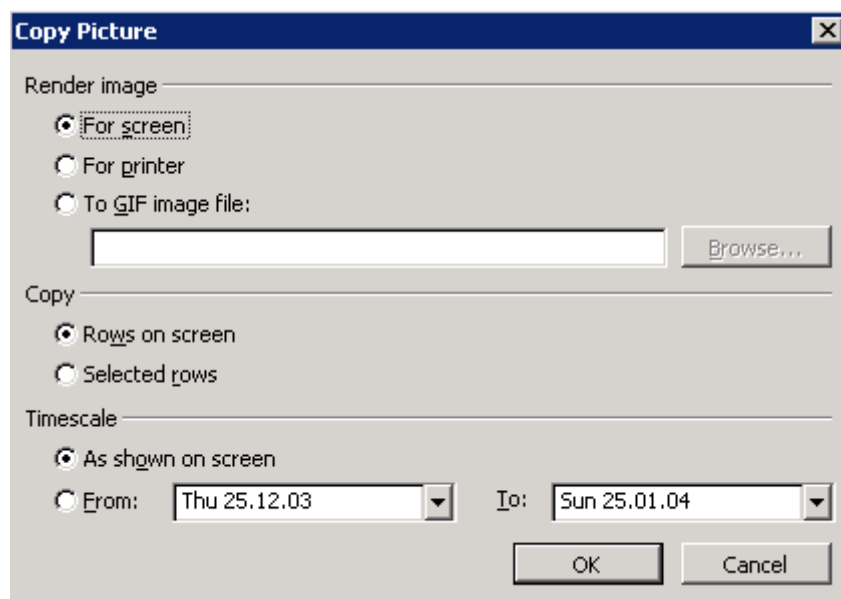 Copy Picture
Render image
For screen
For printer
To GIF image file:
Browse...
Copy
Rows on screen
Selected rows
Timescale
As shown on screen
From: Thu 25.12.03 To: Sun 25.01.04
OK Cancel